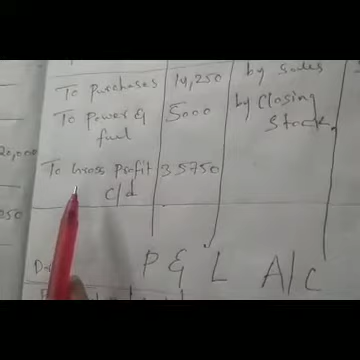 To Purchases 14,250 by Sales
To Power & 5000 by Closing
fuel Stock
To Gross Profit 35750
c/d
20,000
P & L A/C